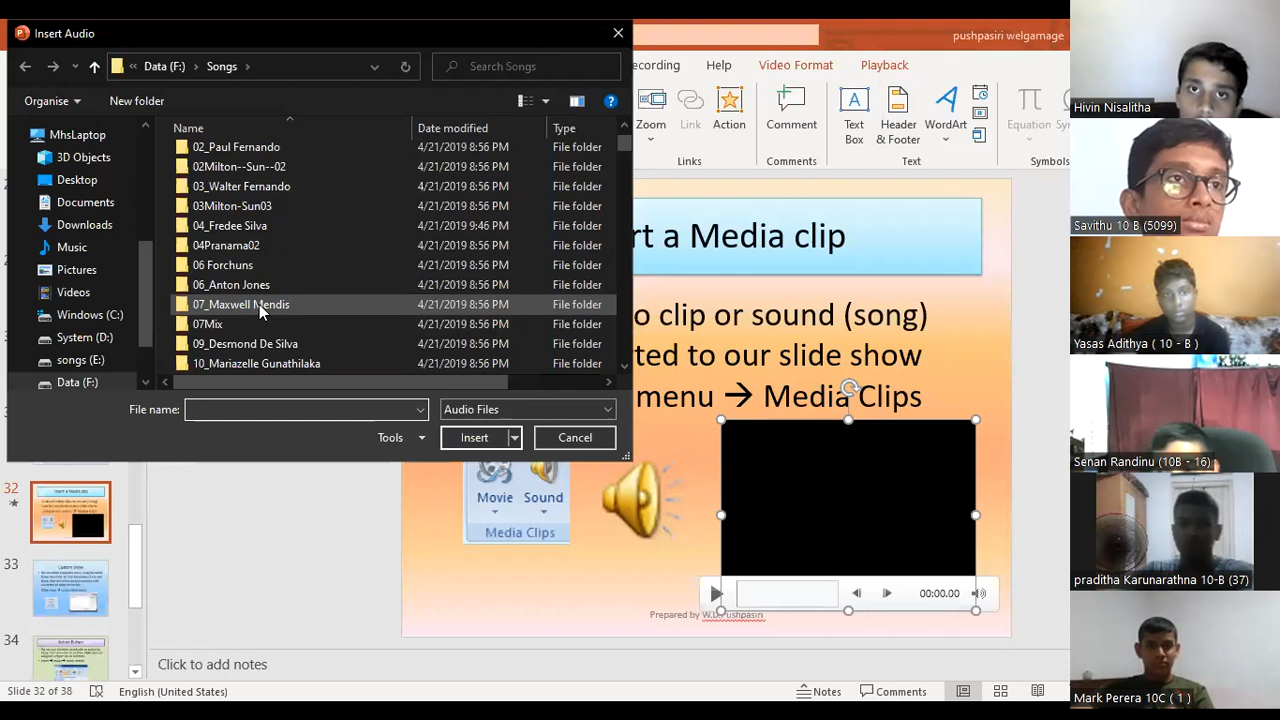 Insert Audio
pushpasiri welgamage
Data (F:) Songs
Search Songs
ecording Help Video Format Playback
Organise New folder
Zoom Link Action Comment Text Box Header & Footer WordArt Equation Sy
Links Comments Text Symbols
Name Date modified Type
02_Paul Fernando 4/21/2019 8:56 PM File folder
02Milton--Sun--02 4/21/2019 8:56 PM File folder
03_Walter Fernando 4/21/2019 8:56 PM File folder
03Milton-Sun03 4/21/2019 8:56 PM File folder
04_Fredee Silva 4/21/2019 9:46 PM File folder
04Pranama02 4/21/2019 8:56 PM File folder
06 Forchuns 4/21/2019 8:56 PM File folder
06_Anton Jones 4/21/2019 8:56 PM File folder
07_Maxwell Mendis 4/21/2019 8:56 PM File folder
07Mix 4/21/2019 8:56 PM File folder
09_Desmond De Silva 4/21/2019 8:56 PM File folder
10_Mariazelle Gunathilaka 4/21/2019 8:56 PM File folder
MhsLaptop
3D Objects
Desktop
Documents
Downloads
Music
Pictures
Videos
Windows (C:)
System (D:)
songs (E:)
Data (F:)
File name:
Audio Files
Tools Insert Cancel
rt a Media clip
o clip or sound (song)
ted to our slide show
menu → Media Clips
Movie Sound
Media Clips
00:00.00
Prepared by W.D.Pushpasiri
32
33
34
Click to add notes
Slide 32 of 38 English (United States) Notes Comments
Hivin Nisalitha
Savithu 10 B (5099)
Yasas Adithya ( 10 - B )
Senan Randinu (10B - 16)
praditha Karunarathna 10-B (37)
Mark Perera 10C ( 1 )